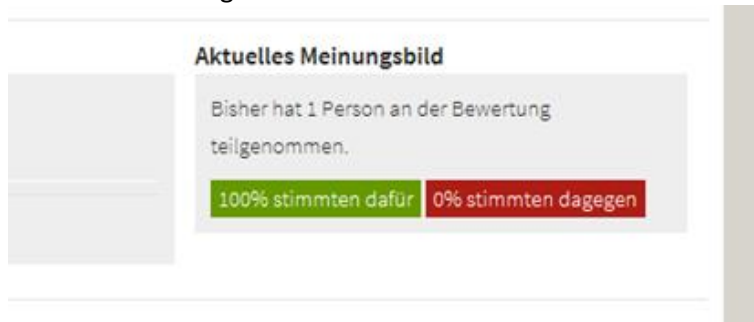 Aktuelles Meinungsbild
Bisher hat 1 Person an der Bewertung
teilgenommen.
100% stimmten dafür 0% stimmten dagegen